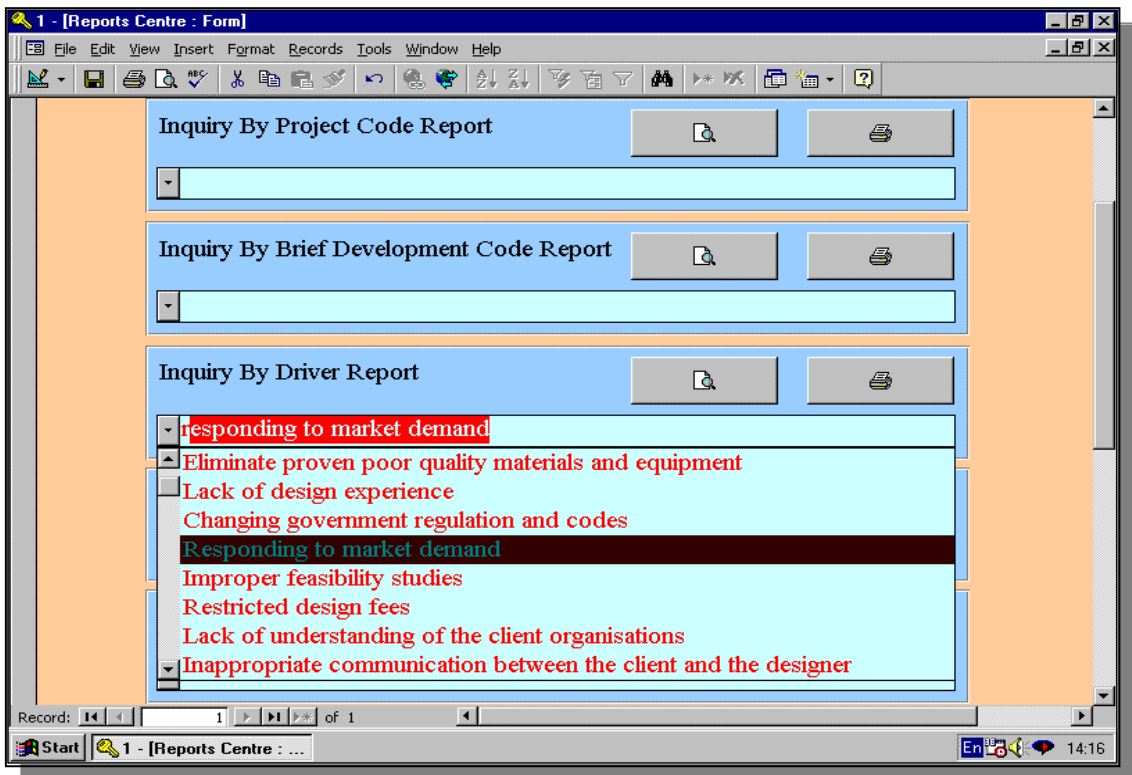 1 - [Reports Centre : Form]
File Edit View Insert Format Records Tools Window Help
ABC
Inquiry By Project Code Report
Inquiry By Brief Development Code Report
Inquiry By Driver Report
responding to market demand
Eliminate proven poor quality materials and equipment
Lack of design experience
Changing government regulation and codes
Responding to market demand
Improper feasibility studies
Restricted design fees
Lack of understanding of the client organisations
Inappropriate communication between the client and the designer
Record: 1 of 1
Start 1 - [Reports Centre : ... En 14:16